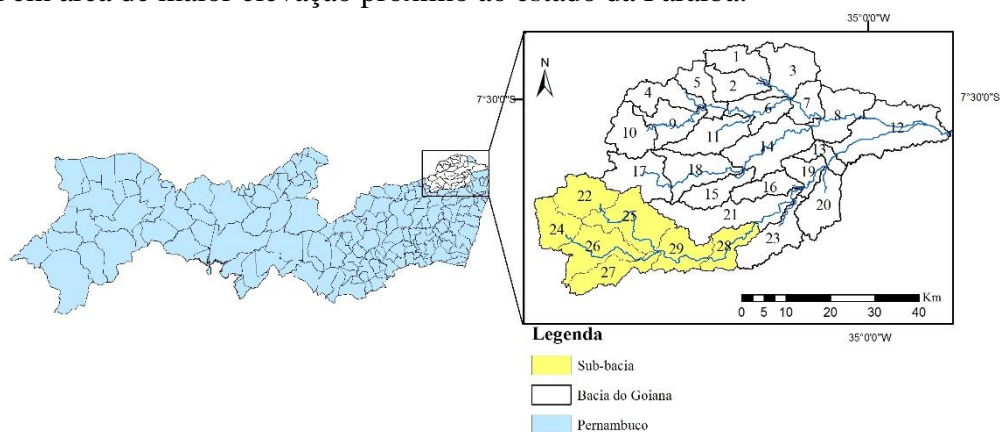 em área de maior elevação próximo ao estado da Paraíba.
35°0'0"W
N
7°30'0"S
7°30'0"S
1
3
5
2
4
7
6
8
9
12
10
11
14
13
17
18
19
15
16
20
22
21
25
24
23
26
29
28
27
Km
0 5 10 20 30 40
35°0'0"W
Legenda
Sub-bacia
Bacia do Goiana
Pernambuco